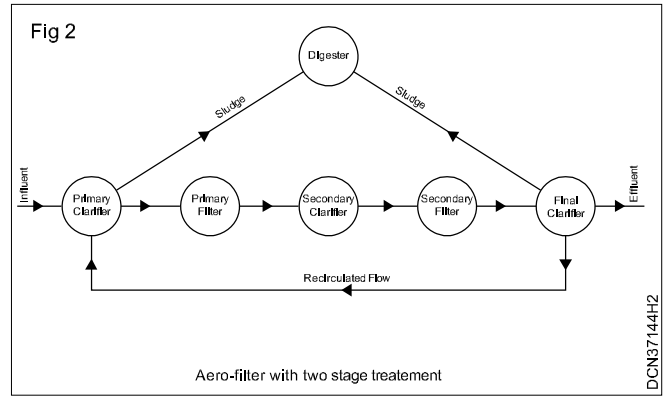 Fig 2
Digester
Sludge
Sludge
Influent
Primary
Clarifier
Primary
Filter
Secondary
Clarifier
Secondary
Filter
Final
Clarifier
Effluent
Recirculated Flow
Aero-filter with two stage treatement
DCN37144H2